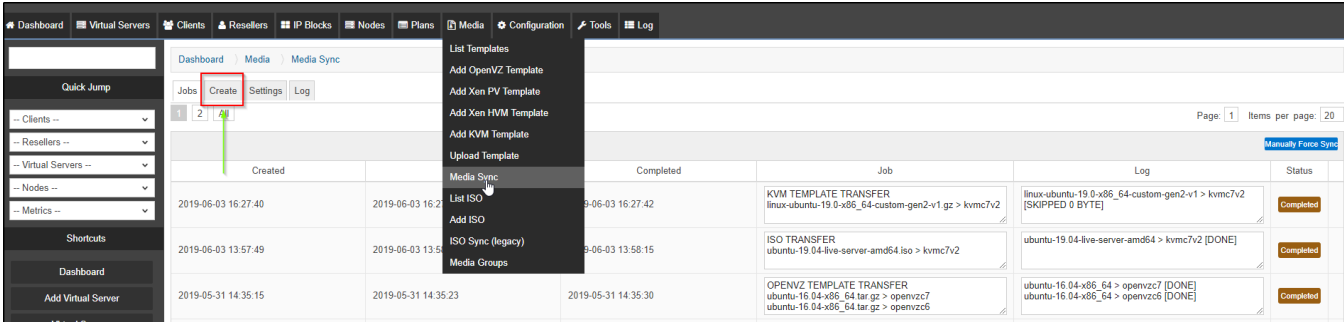 Dashboard Virtual Servers Clients Resellers IP Blocks Nodes Plans Media Configuration Tools Log
List Templates
Add OpenVZ Template
Add Xen PV Template
Add Xen HVM Template
Add KVM Template
Upload Template
Media Sync
List ISO
Add ISO
ISO Sync (legacy)
Media Groups
Quick Jump
-- Clients --
-- Resellers --
-- Virtual Servers --
-- Nodes --
-- Metrics --
Shortcuts
Dashboard
Add Virtual Server
Dashboard Media Media Sync
Jobs Create Settings Log
1 2 All
Page: 1 Items per page: 20
Manually Force Sync
Created Completed Job Log Status
2019-06-03 16:27:40 2019-06-03 16:27:42
KVM TEMPLATE TRANSFER
linux-ubuntu-19.0-x86_64-custom-gen2-v1.gz > kvmc7v2
linux-ubuntu-19.0-x86_64-custom-gen2-v1 > kvmc7v2
[SKIPPED 0 BYTE]
Completed
2019-06-03 13:57:49 2019-06-03 13:58:15
ISO TRANSFER
ubuntu-19.04-live-server-amd64.iso > kvmc7v2
ubuntu-19.04-live-server-amd64 > kvmc7v2 [DONE]
Completed
2019-05-31 14:35:15 2019-05-31 14:35:23 2019-05-31 14:35:30
OPENVZ TEMPLATE TRANSFER
ubuntu-16.04-x86_64.tar.gz > openvzc7
ubuntu-16.04-x86_64.tar.gz > openvzc6
ubuntu-16.04-x86_64 > openvzc7 [DONE]
ubuntu-16.04-x86_64 > openvzc6 [DONE]
Completed